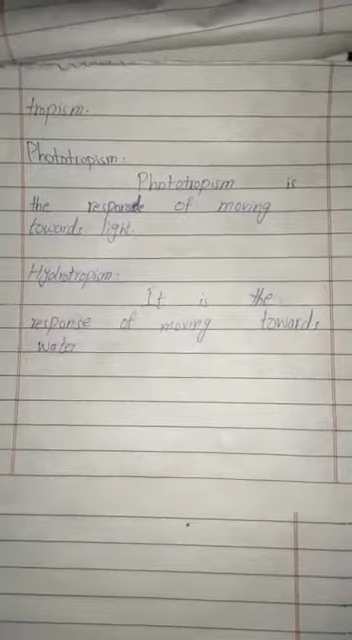 tropism.
Phototropism:
Phototropism is
the response of moving
towards light.
Hydrotropism:
It is the
response of moving towards
water